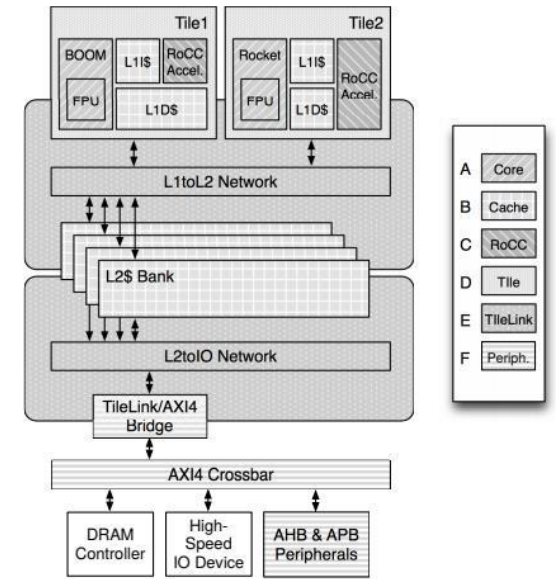 Tile1
Tile2
BOOM
FPU
L1I$
RoCC
Accel.
L1D$
Rocket
FPU
L1I$
L1D$
RoCC
Accel.
L1toL2 Network
L2$ Bank
L2toIO Network
TileLink/AXI4
Bridge
AXI4 Crossbar
DRAM
Controller
High-
Speed
IO Device
AHB & APB
Peripherals
A Core
B Cache
C RoCC
D TIle
E TIleLink
F Periph.